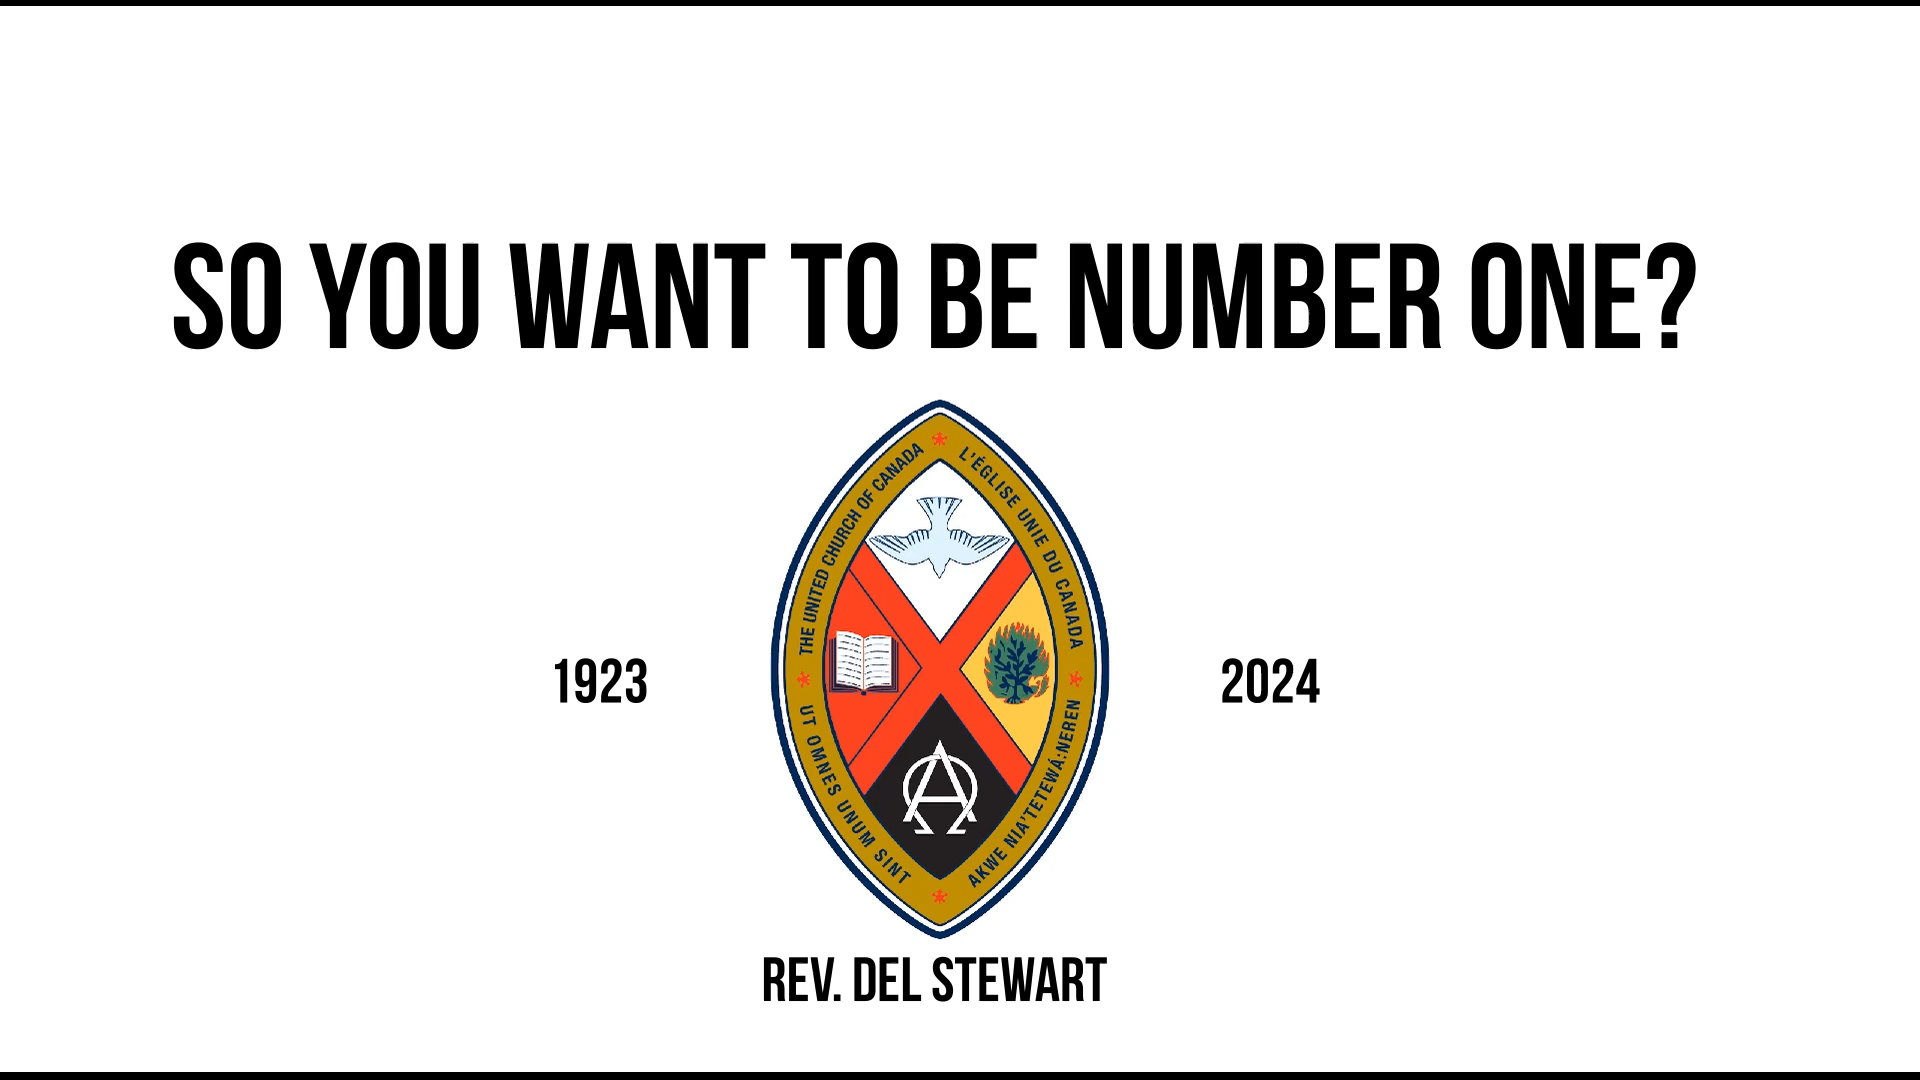 SO YOU WANT TO BE NUMBER ONE?
THE UNITED CHURCH OF CANADA
L'ÉGLISE UNIE DU CANADA
1923
2024
UT OMNES UNUM SINT
AKWE NIA'TETEWÁ:NEREN
ΑΩ
REV. DEL STEWART